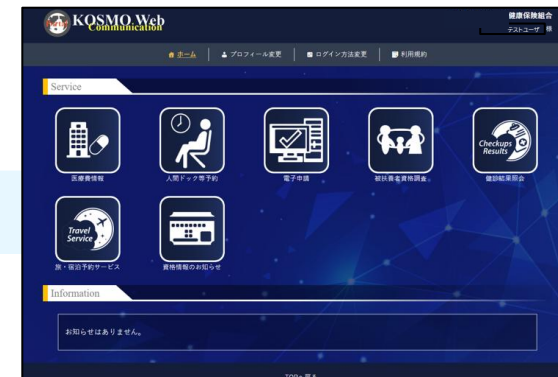 KOSMO Web
Communication
健康保険組合
テストユーザ 様
ホーム
プロフィール変更
ログイン方法変更
利用規約
Service
医療費情報
人間ドック等予約
電子申請
被扶養者資格調査
Checkups
Results
健診結果照会
Travel
Service
旅・宿泊予約サービス
資格情報のお知らせ
Information
お知らせはありません。